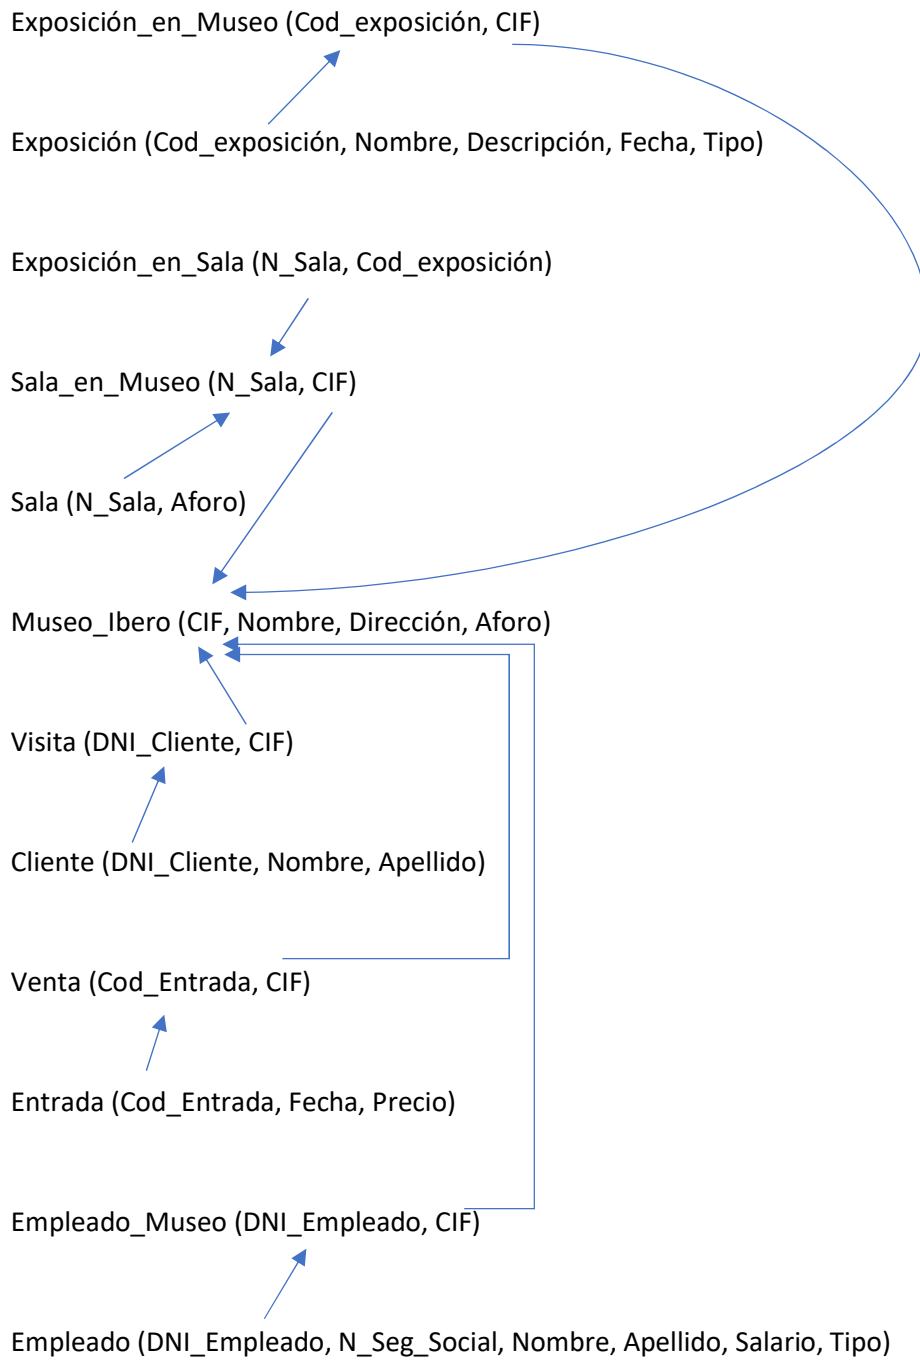 Exposición_en_Museo (Cod_exposición, CIF)
Exposición (Cod_exposición, Nombre, Descripción, Fecha, Tipo)
Exposición_en_Sala (N_Sala, Cod_exposición)
Sala_en_Museo (N_Sala, CIF)
Sala (N_Sala, Aforo)
Museo_Ibero (CIF, Nombre, Dirección, Aforo)
Visita (DNI_Cliente, CIF)
Cliente (DNI_Cliente, Nombre, Apellido)
Venta (Cod_Entrada, CIF)
Entrada (Cod_Entrada, Fecha, Precio)
Empleado_Museo (DNI_Empleado, CIF)
Empleado (DNI_Empleado, N_Seg_Social, Nombre, Apellido, Salario, Tipo)